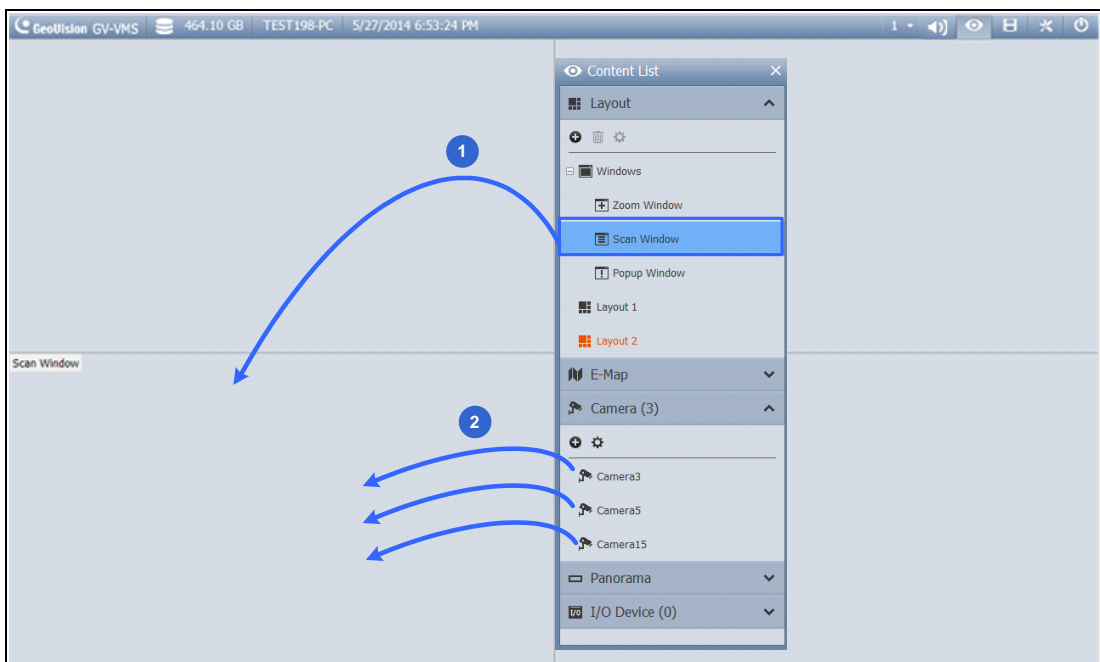 GeoVision GV-VMS 464.10 GB TEST198-PC 5/27/2014 6:53:24 PM 1
Content List
Layout
1
Windows
Zoom Window
Scan Window
Popup Window
Layout 1
Layout 2
Scan Window
E-Map
Camera (3)
2
Camera3
Camera5
Camera15
Panorama
I/O Device (0)